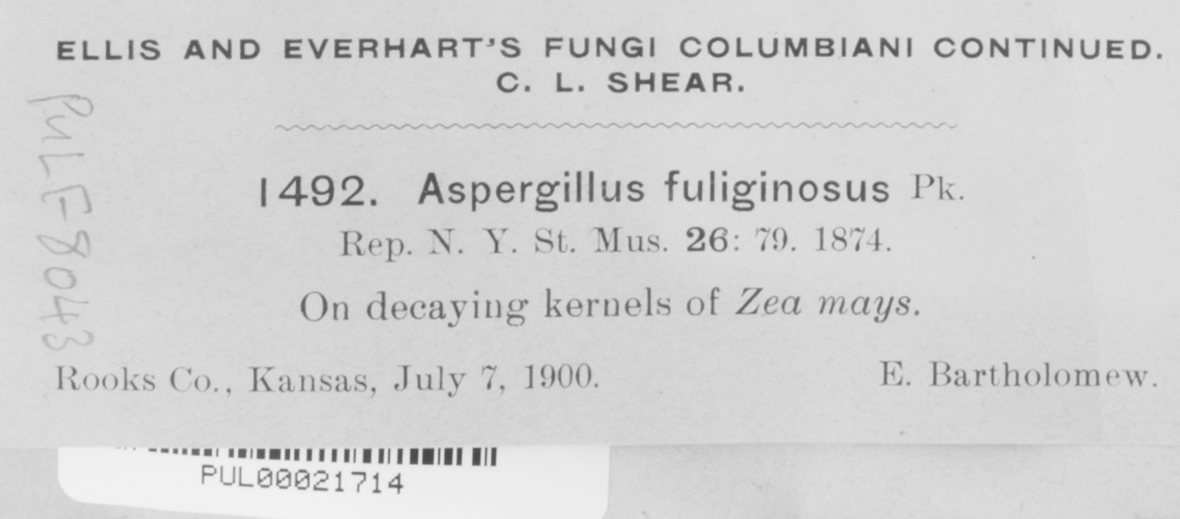 ELLIS AND EVERHART'S FUNGI COLUMBIANI CONTINUED.
C. L. SHEAR.
1492. Aspergillus fuliginosus Pk.
Rep. N. Y. St. Mus. 26: 79. 1874.
On decaying kernels of Zea mays.
Rooks Co., Kansas, July 7, 1900. E. Bartholomew.
PUL F-8043
PUL00021714